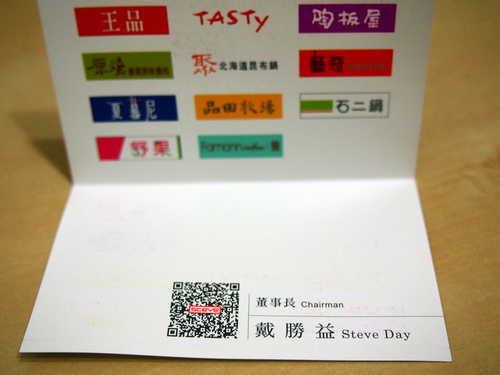 王品 TASTy 陶板屋
原燒 聚 北海道昆布鍋 藝奇
夏慕尼 品田牧場 石二鍋
舒果 Famonn
STEVE
董事長 Chairman
戴勝益 Steve Day